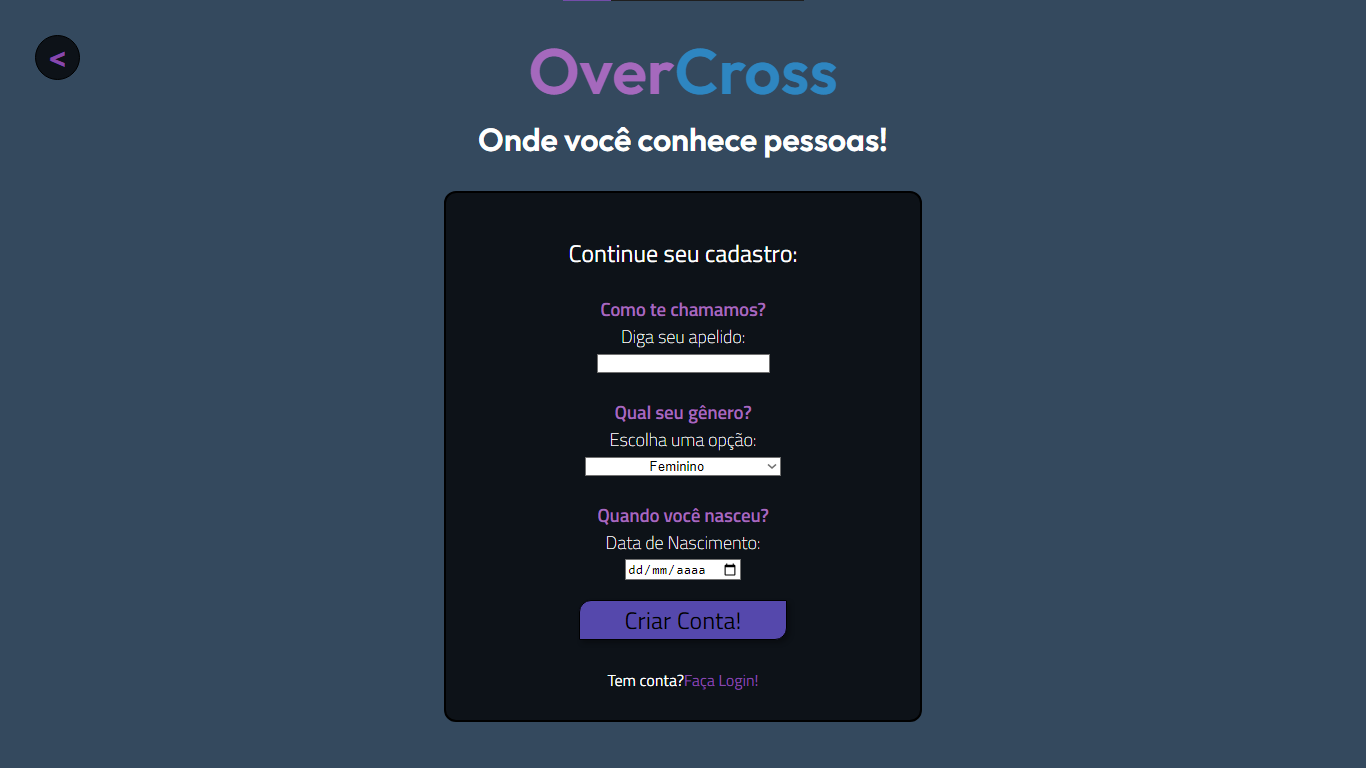 <
OverCross
Onde você conhece pessoas!
Continue seu cadastro:
Como te chamamos?
Diga seu apelido:
Qual seu gênero?
Escolha uma opção:
Feminino
Quando você nasceu?
Data de Nascimento:
dd/mm/aaaa
Criar Conta!
Tem conta?Faça Login!